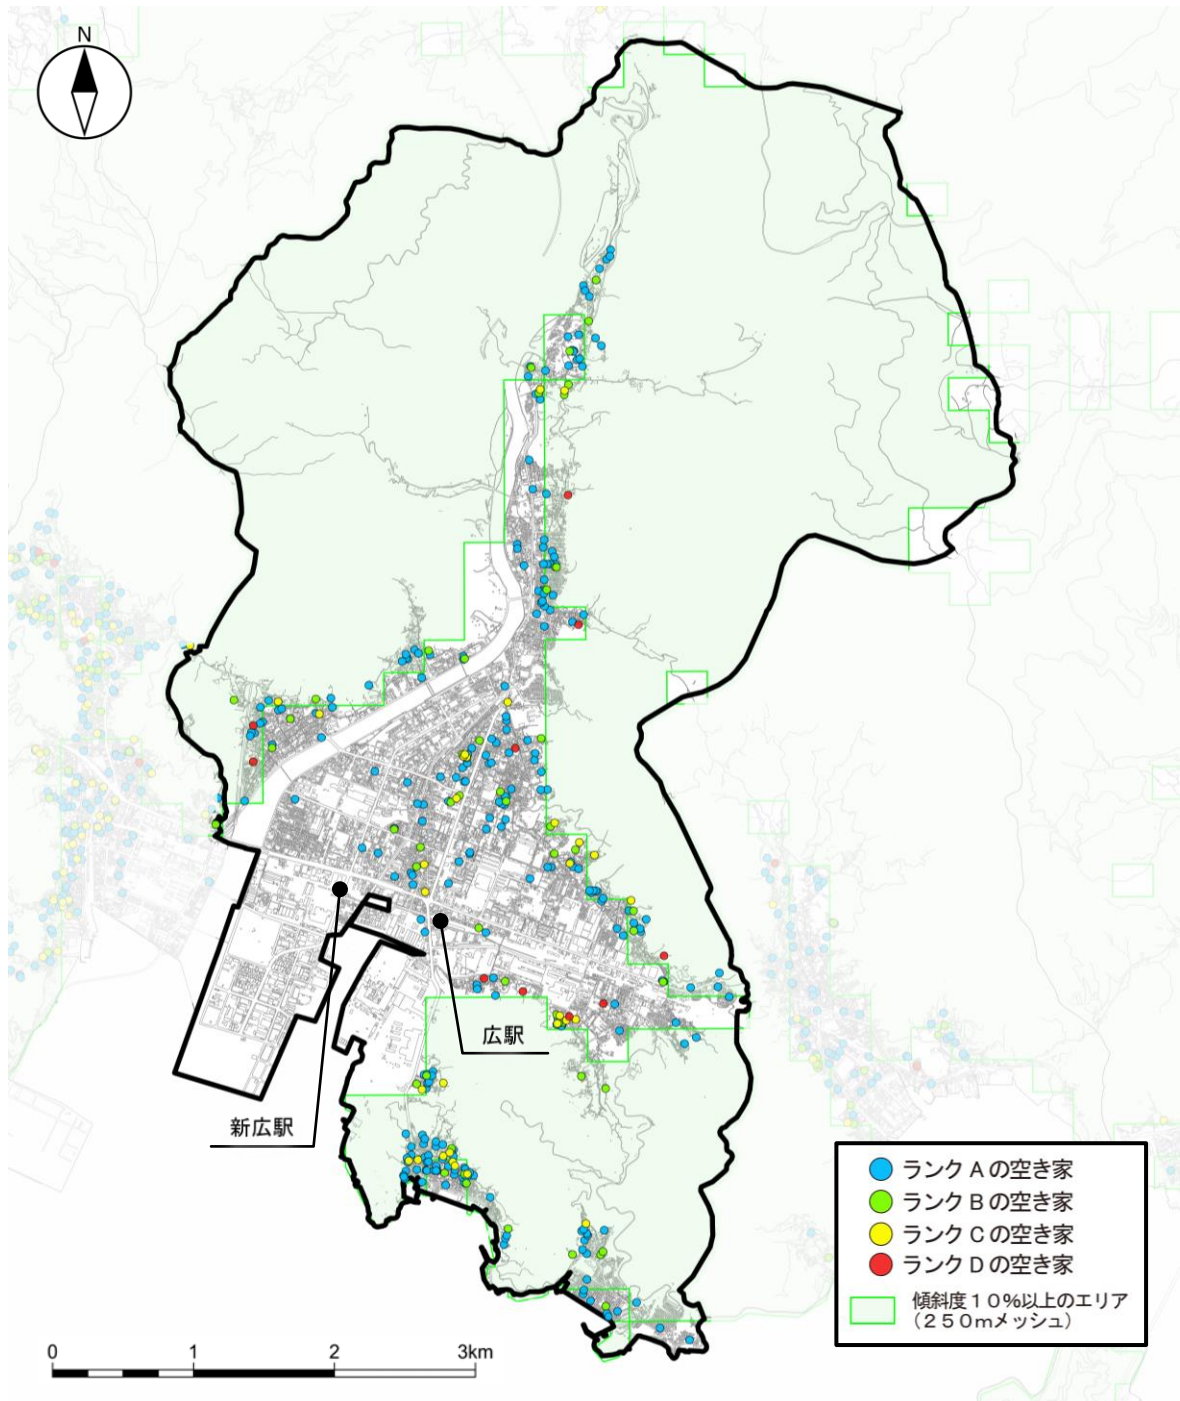 N
広駅
新広駅
ランクAの空き家
ランクBの空き家
ランクCの空き家
ランクDの空き家
傾斜度10%以上のエリア
(250mメッシュ)
0 1 2 3km